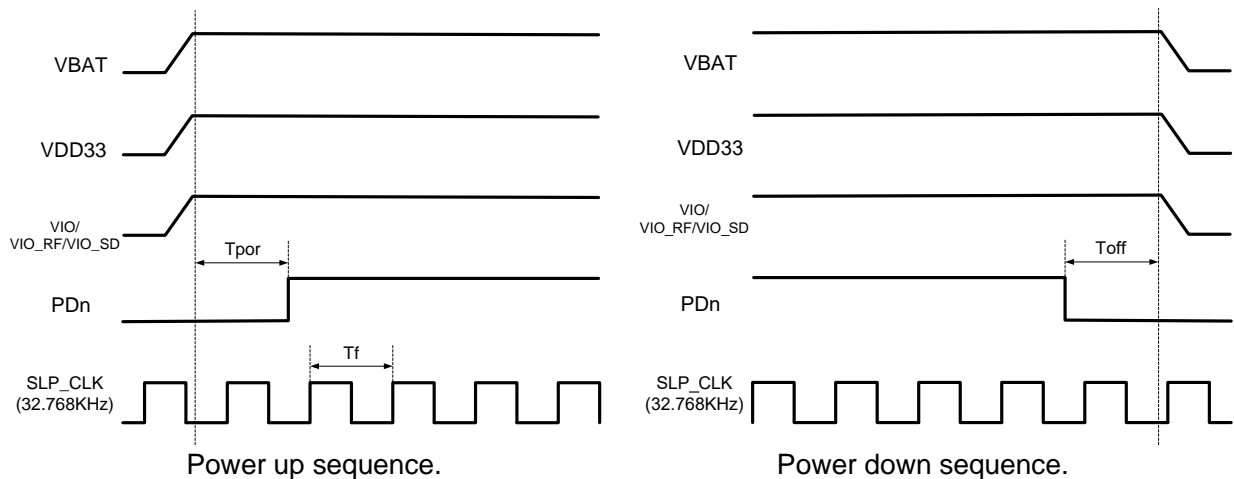 VBAT
VDD33
VIO/
VIO_RF/VIO_SD
Tpor
PDn
Tf
SLP_CLK
(32.768KHz)
Power up sequence.
VBAT
VDD33
VIO/
VIO_RF/VIO_SD
Toff
PDn
SLP_CLK
(32.768KHz)
Power down sequence.